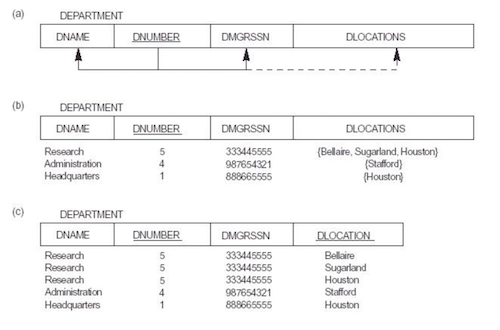 (a)
DEPARTMENT
DNAME DNUMBER DMGRSSN DLOCATIONS
(b)
DEPARTMENT
DNAME DNUMBER DMGRSSN DLOCATIONS
Research 5 333445555 {Bellaire, Sugarland, Houston}
Administration 4 987654321 {Stafford}
Headquarters 1 888665555 {Houston}
(c)
DEPARTMENT
DNAME DNUMBER DMGRSSN DLOCATION
Research 5 333445555 Bellaire
Research 5 333445555 Sugarland
Research 5 333445555 Houston
Administration 4 987654321 Stafford
Headquarters 1 888665555 Houston